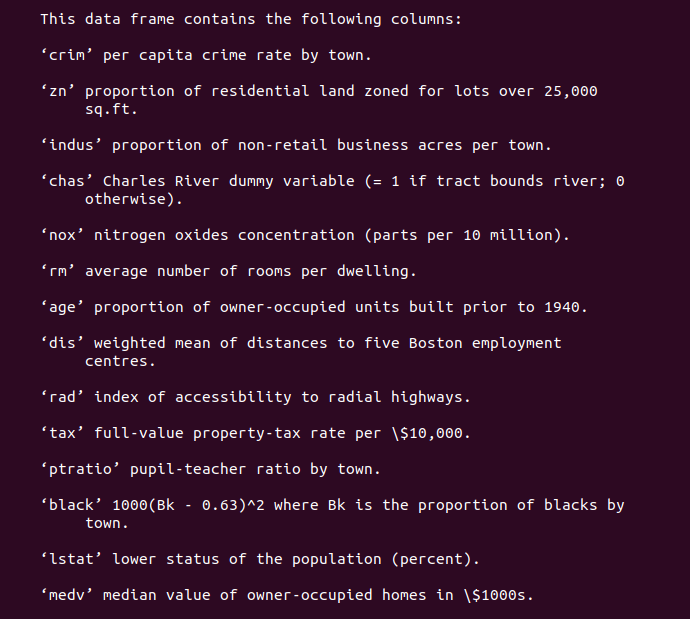 This data frame contains the following columns:
‘crim’ per capita crime rate by town.
‘zn’ proportion of residential land zoned for lots over 25,000
sq.ft.
‘indus’ proportion of non-retail business acres per town.
‘chas’ Charles River dummy variable (= 1 if tract bounds river; 0
otherwise).
‘nox’ nitrogen oxides concentration (parts per 10 million).
‘rm’ average number of rooms per dwelling.
‘age’ proportion of owner-occupied units built prior to 1940.
‘dis’ weighted mean of distances to five Boston employment
centres.
‘rad’ index of accessibility to radial highways.
‘tax’ full-value property-tax rate per \$10,000.
‘ptratio’ pupil-teacher ratio by town.
‘black’ 1000(Bk - 0.63)^2 where Bk is the proportion of blacks by
town.
‘lstat’ lower status of the population (percent).
‘medv’ median value of owner-occupied homes in \$1000s.